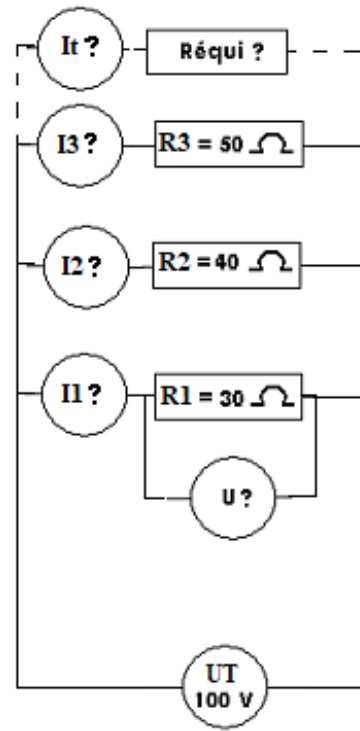 It ?
Réqui ?
I3 ?
R3 = 50 Ω
I2 ?
R2 = 40 Ω
I1 ?
R1 = 30 Ω
U ?
UT
100 V